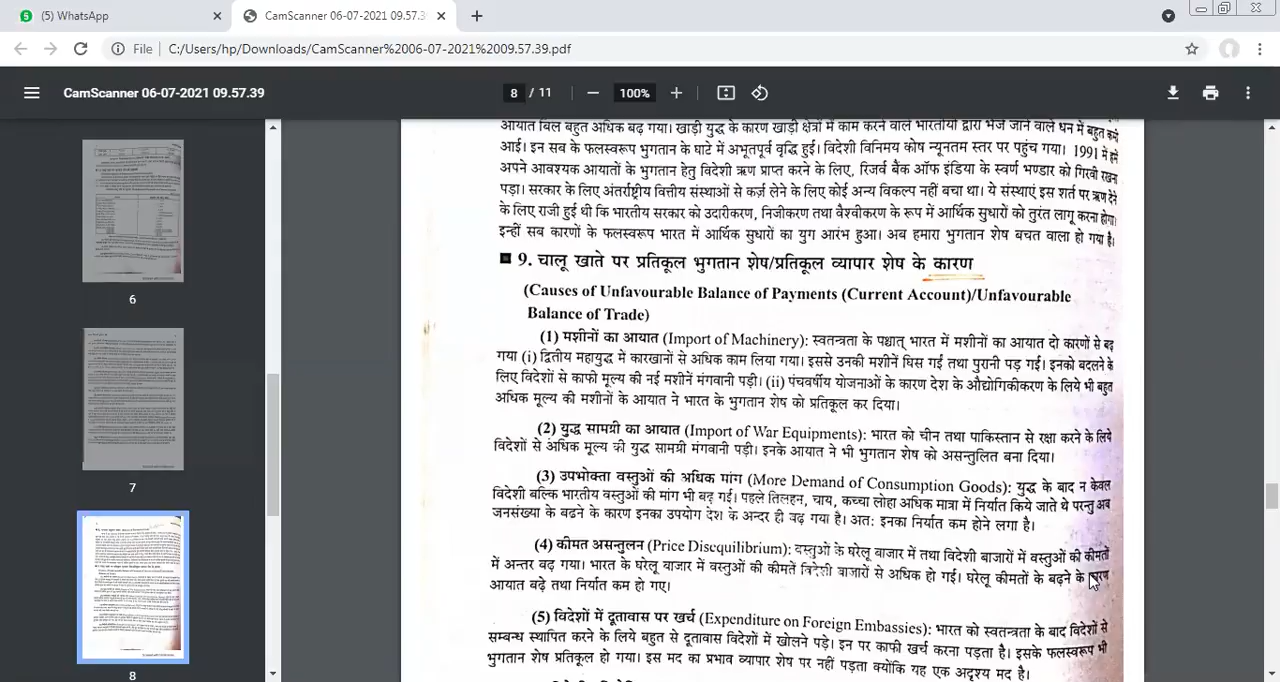 (5) WhatsApp
CamScanner 06-07-2021 09.57.3
File
C:/Users/hp/Downloads/CamScanner%2006-07-2021%2009.57.39.pdf
CamScanner 06-07-2021 09.57.39
8 / 11
100%
6
7
8
आयात बिल बहुत अधिक बढ़ गया। खाड़ी युद्ध के कारण खाड़ी क्षेत्रों में काम करने वाले भारतीयों द्वारा भेजे जाने वाले धन में बहुत कमी
आई। इन सब के फलस्वरूप भुगतान के घाटे में अभूतपूर्व वृद्धि हुई। विदेशी विनिमय कोष न्यूनतम स्तर पर पहुंच गया। 1991 में हमें
अपने आवश्यक आयातों के भुगतान हेतु विदेशी ऋण प्राप्त करने के लिए, रिजर्व बैंक ऑफ इंडिया के स्वर्ण भण्डार को गिरवी रखना
पड़ा। सरकार के लिए अंतर्राष्ट्रीय वित्तीय संस्थाओं से कर्ज़ लेने के लिए कोई अन्य विकल्प नहीं बचा था। ये संस्थाएं इस शर्त पर ऋण देने
के लिए राजी हुई थी कि भारतीय सरकार को उदारीकरण, निजीकरण तथा वैश्वीकरण के रूप में आर्थिक सुधारों को तुरंत लागू करना होगा।
इन्हीं सब कारणों के फलस्वरूप भारत में आर्थिक सुधारों का दौर आरंभ हुआ। अब हमारा भुगतान शेष बचत वाला हो गया है।
9. चालू खाते पर प्रतिकूल भुगतान शेष/प्रतिकूल व्यापार शेष के कारण
(Causes of Unfavourable Balance of Payments (Current Account)/Unfavourable
Balance of Trade)
(1) मशीनों का आयात (Import of Machinery): स्वतंत्रता के पश्चात् भारत में मशीनों का आयात दो कारणों से बढ़
गया (i) द्वितीय महायुद्ध में कारखानों से अधिक काम लिया गया। उनकी मशीनें घिस गईं तथा पुरानी पड़ गईं। इनको बदलने के
लिए विदेशों से काफी मूल्य की नई मशीनें मंगवानी पड़ी। (ii) पंचवर्षीय योजनाओं के कारण देश के औद्योगिकीकरण के लिये भी बहुत
अधिक मूल्य की मशीनों के आयात ने भारत के भुगतान शेष को प्रतिकूल कर दिया।
(2) युद्ध सामग्री का आयात (Import of War Equipments): भारत को चीन तथा पाकिस्तान से रक्षा करने के लिये
विदेशों से अधिक मूल्य की युद्ध सामग्री मंगवानी पड़ी। इनके आयात ने भी भुगतान शेष को असन्तुलित बना दिया।
(3) उपभोक्ता वस्तुओं की अधिक मांग (More Demand of Consumption Goods): युद्ध के बाद न केवल
विदेशी बल्कि भारतीय वस्तुओं की मांग भी बढ़ गई। पहले तिलहन, चाय, कच्चा लोहा अधिक मात्रा में निर्यात किये जाते थे परन्तु अब
जनसंख्या के बढने के कारण इनका उपयोग देश के अन्दर ही बढ़ गया है। अतः इनका निर्यात कम होने लगा है।
(Price Disequilibrium) बाजार में तथा विदेशी बाजारों में वस्तुओं की कीमतों
में अन्तर हो गया। भारत के घरेलू बाजार में वस्तुओं की कीमतें विदेशी बाजारों से अधिक हो गईं। घरेलू कीमतों के बढ़ने के कारण
आयात बढ़ गए तथा निर्यात कम हो गए।
(5) विदेशों में दूतावास पर खर्च (Expenditure on Foreign Embassies): भारत को स्वतन्त्रता के बाद विदेशों से
सम्बन्ध स्थापित करने के लिये बहुत से दूतावास विदेशों में खोलने पड़े। इन पर काफी खर्च करना पड़ता है। इसके फलस्वरूप भी
भुगतान शेष प्रतिकूल हो गया। इस मद का प्रभाव व्यापार शेष पर नहीं पड़ता क्योंकि यह एक अदृश्य मद है।